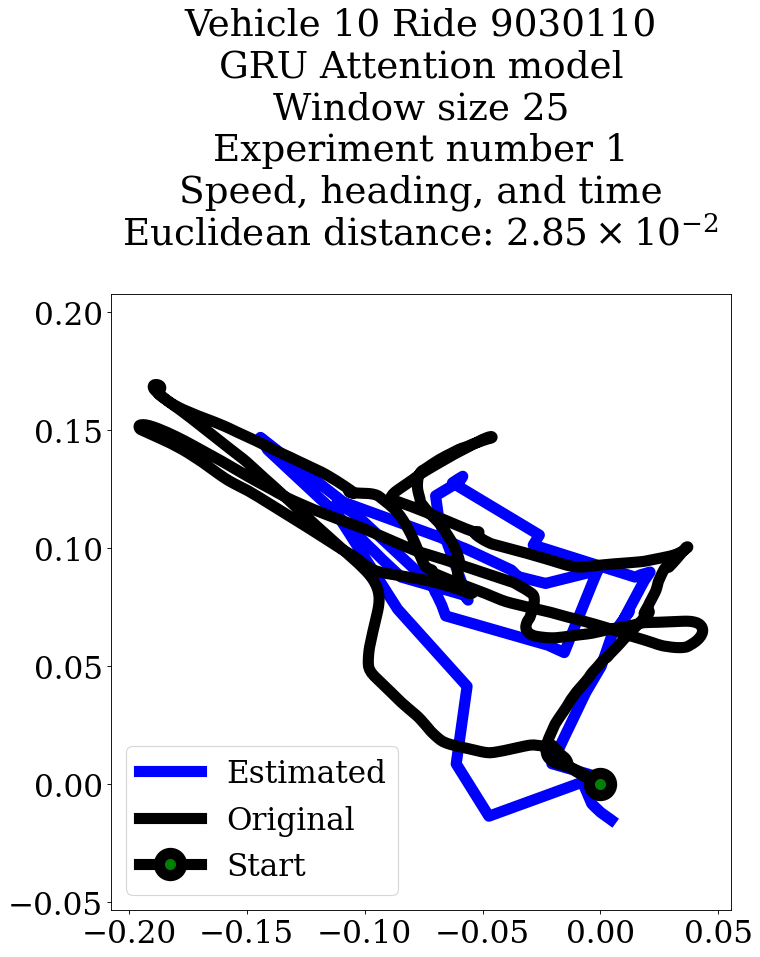 Vehicle 10 Ride 9030110
GRU Attention model
Window size 25
Experiment number 1
Speed, heading, and time
Euclidean distance: 2.85 × 10⁻²
0.20
0.15
0.10
0.05
0.00
−0.05
Estimated
Original
Start
−0.20 −0.15 −0.10 −0.05 0.00 0.05